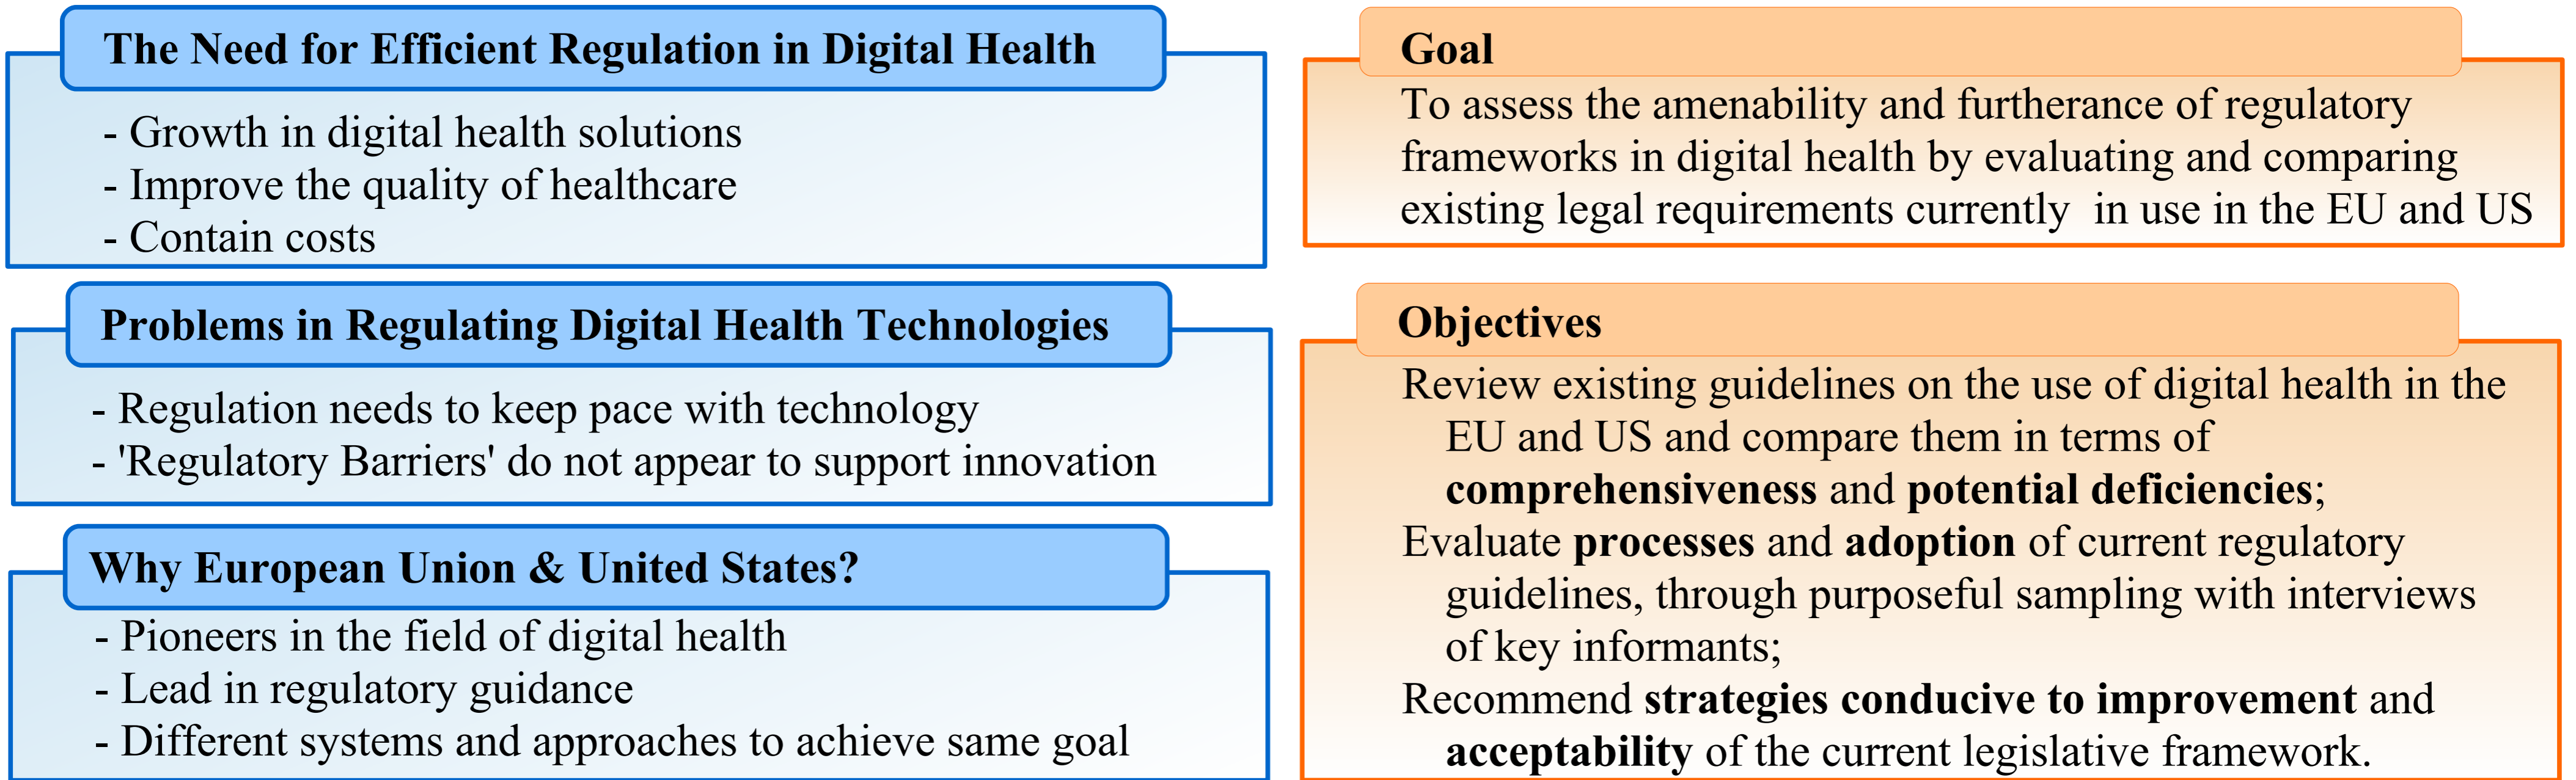 The Need for Efficient Regulation in Digital Health
- Growth in digital health solutions
- Improve the quality of healthcare
- Contain costs
Problems in Regulating Digital Health Technologies
- Regulation needs to keep pace with technology
- 'Regulatory Barriers' do not appear to support innovation
Why European Union & United States?
- Pioneers in the field of digital health
- Lead in regulatory guidance
- Different systems and approaches to achieve same goal
Goal
To assess the amenability and furtherance of regulatory
frameworks in digital health by evaluating and comparing
existing legal requirements currently  in use in the EU and US
Objectives
Review existing guidelines on the use of digital health in the
EU and US and compare them in terms of
comprehensiveness and potential deficiencies;
Evaluate processes and adoption of current regulatory
guidelines, through purposeful sampling with interviews
of key informants;
Recommend strategies conducive to improvement and
acceptability of the current legislative framework.